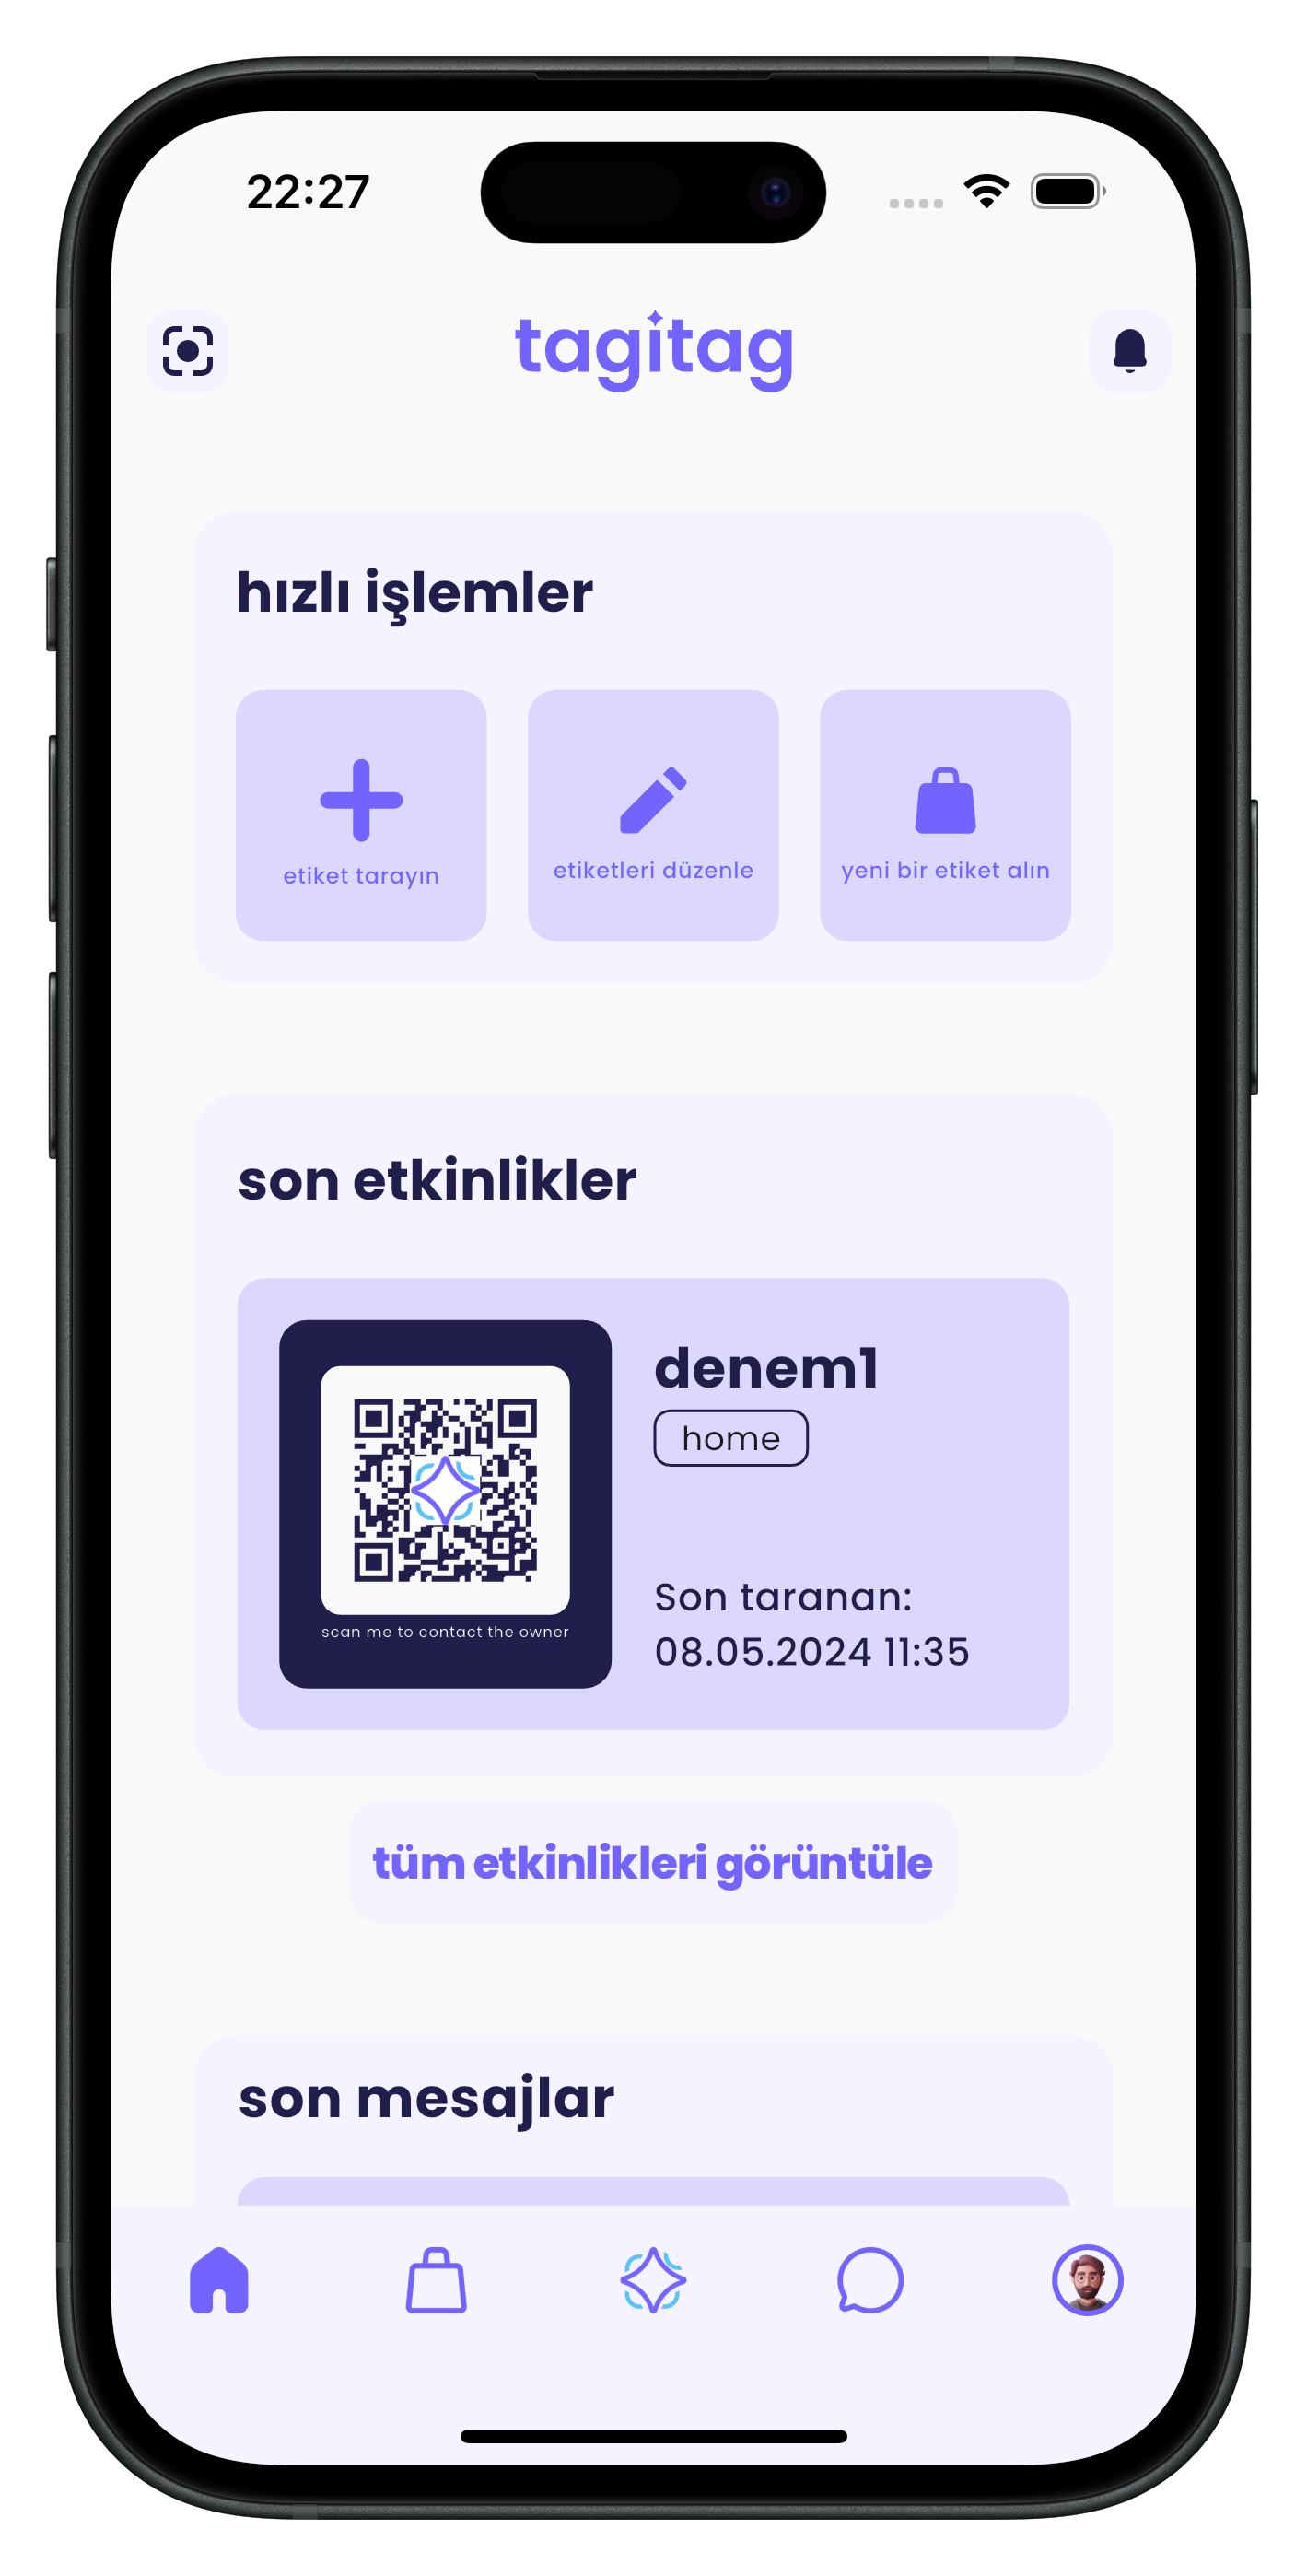 22:27
tagitag
hızlı işlemler
etiket tarayın
etiketleri düzenle
yeni bir etiket alın
son etkinlikler
denem1
home
scan me to contact the owner
Son taranan:
08.05.2024 11:35
tüm etkinlikleri görüntüle
son mesajlar